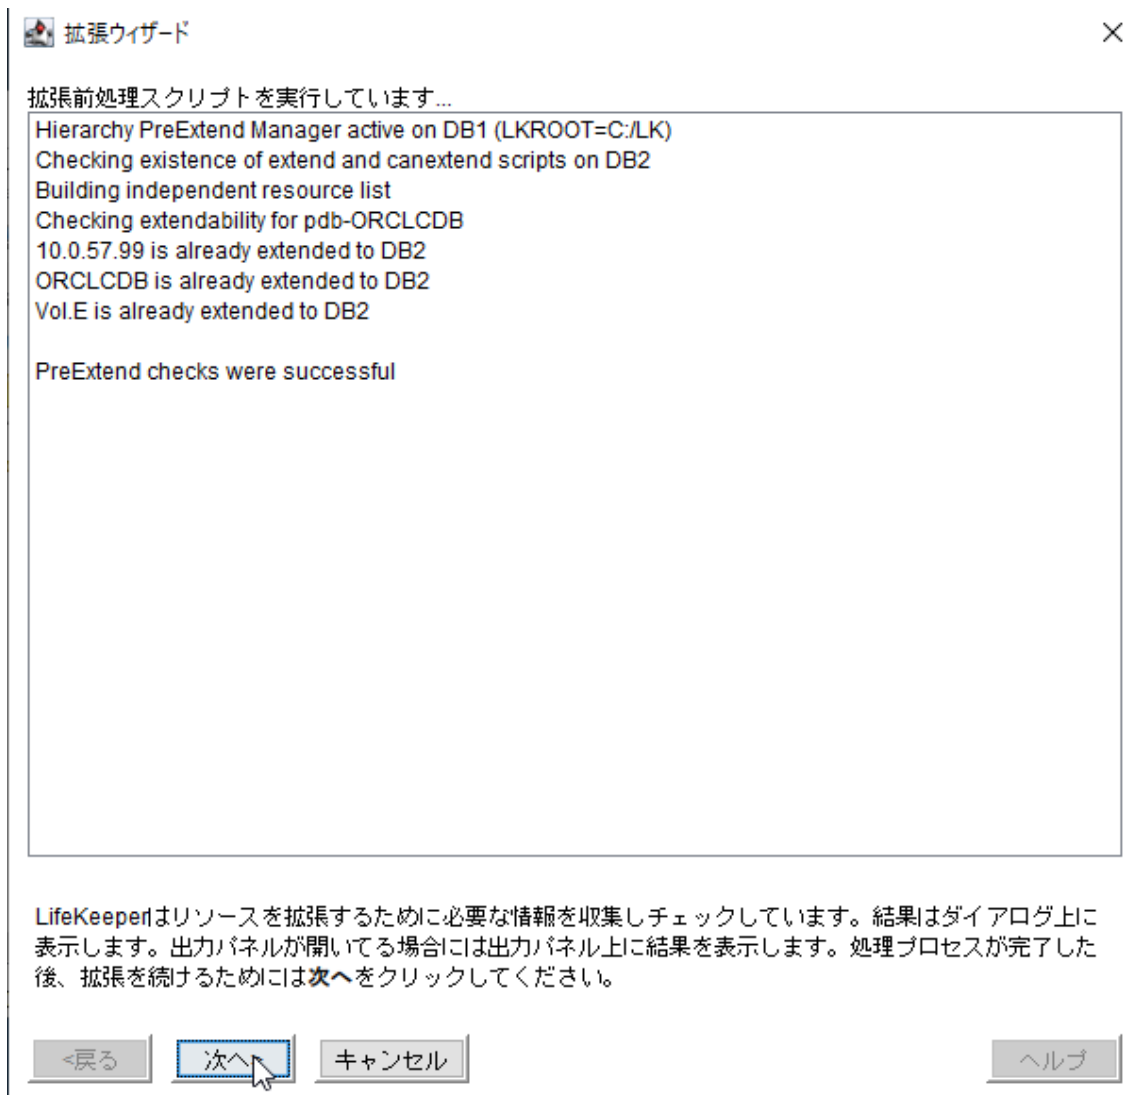 拡張ウィザード
拡張前処理スクリプトを実行しています...
Hierarchy PreExtend Manager active on DB1 (LKROOT=C:/LK)
Checking existence of extend and canextend scripts on DB2
Building independent resource list
Checking extendability for pdb-ORCLCDB
10.0.57.99 is already extended to DB2
ORCLCDB is already extended to DB2
Vol.E is already extended to DB2
PreExtend checks were successful
LifeKeeperはリソースを拡張するために必要な情報を収集しチェックしています。結果はダイアログ上に
表示します。出力パネルが開いてる場合には出力パネル上に結果を表示します。処理プロセスが完了した
後、拡張を続けるためには次へをクリックしてください。
<戻る
次へ>
キャンセル
ヘルプ